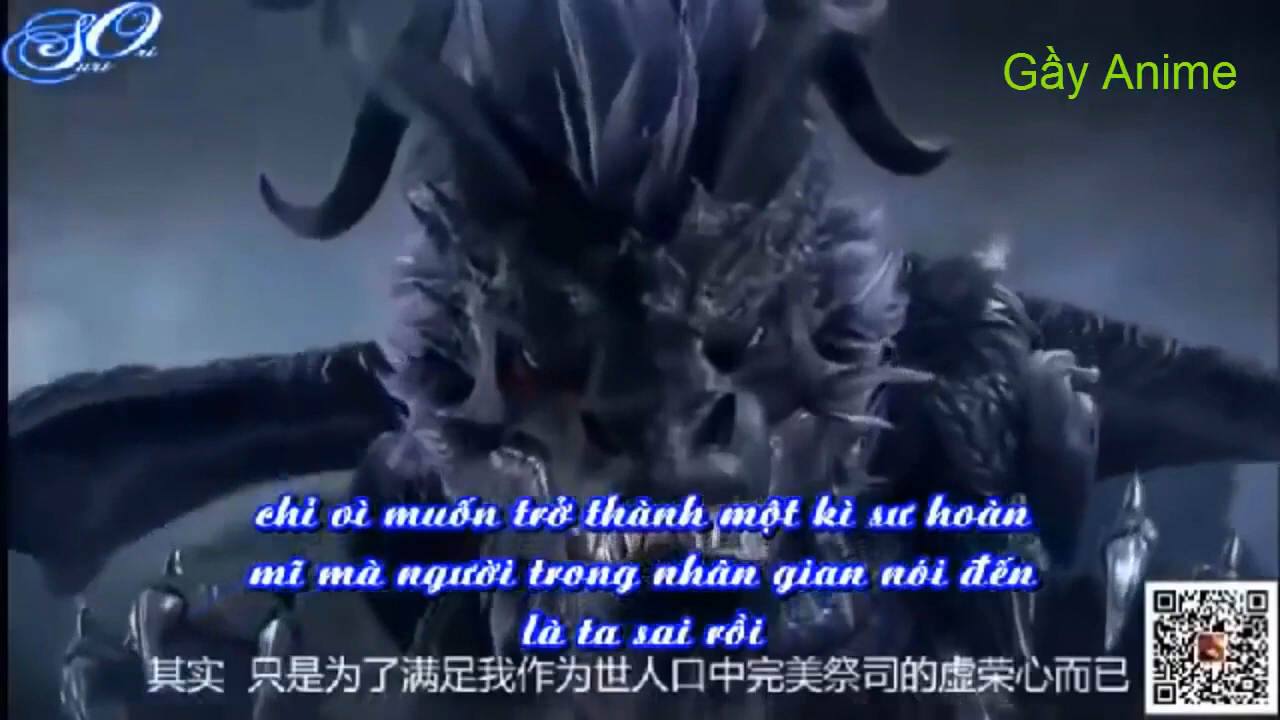 SuriOri
Gầy Anime
chỉ vì muốn trở thành một kì sư hoàn
mĩ mà người trong nhân gian nói đến
là ta sai rồi
其实 只是为了满足我作为世人口中完美祭司的虚荣心而已